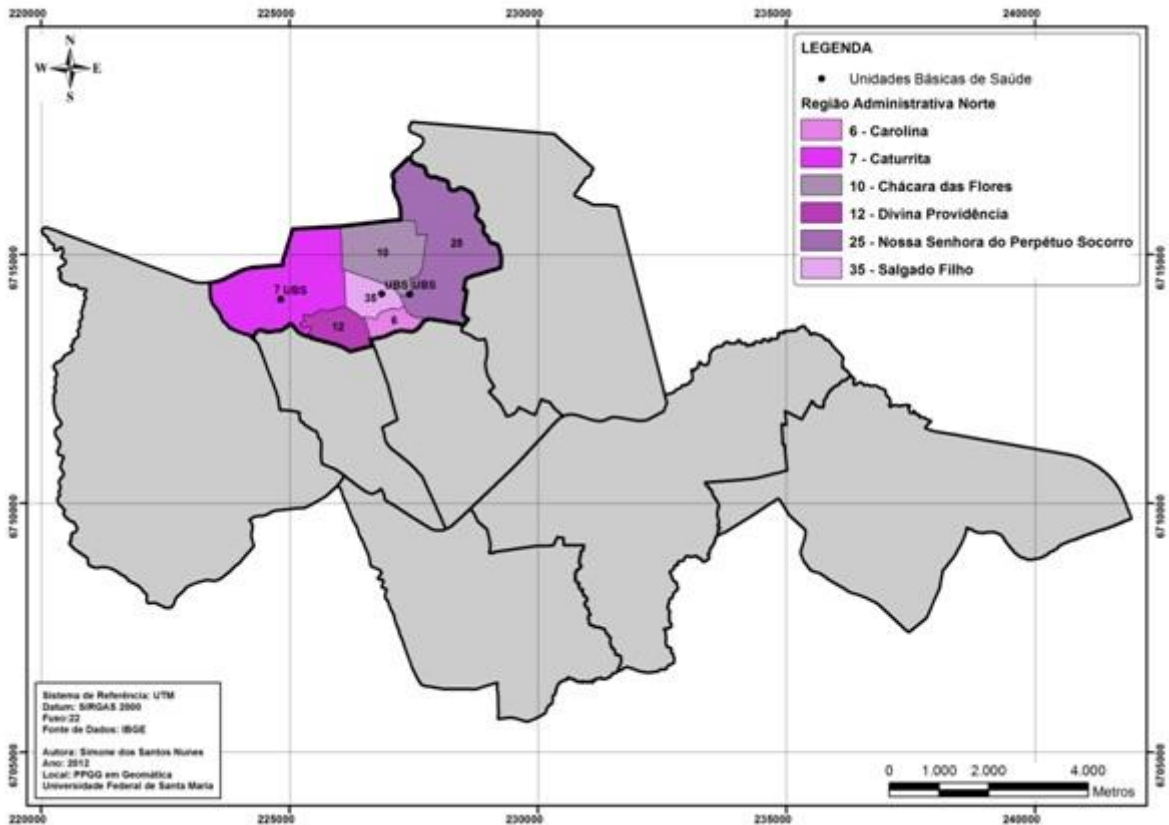 220000 225000 230000 235000 240000
N
W E
S
LEGENDA
Unidades Básicas de Saúde
Região Administrativa Norte
6 - Carolina
7 - Caturrita
10 - Chácara das Flores
12 - Divina Providência
25 - Nossa Senhora do Perpétuo Socorro
35 - Salgado Filho
6715000 6715000
10
25
7 UBS
35
UBS
UBS
12
6
6710000 6710000
Sistema de Referência: UTM
Datum: SIRGAS 2000
Fuso:22
Fonte de Dados: IBGE
Autora: Simone dos Santos Nunes
Ano: 2012
Local: PPGG em Geomática
Universidade Federal de Santa Maria
6705000 6705000
0 1.000 2.000 4.000
Metros
220000 225000 230000 235000 240000